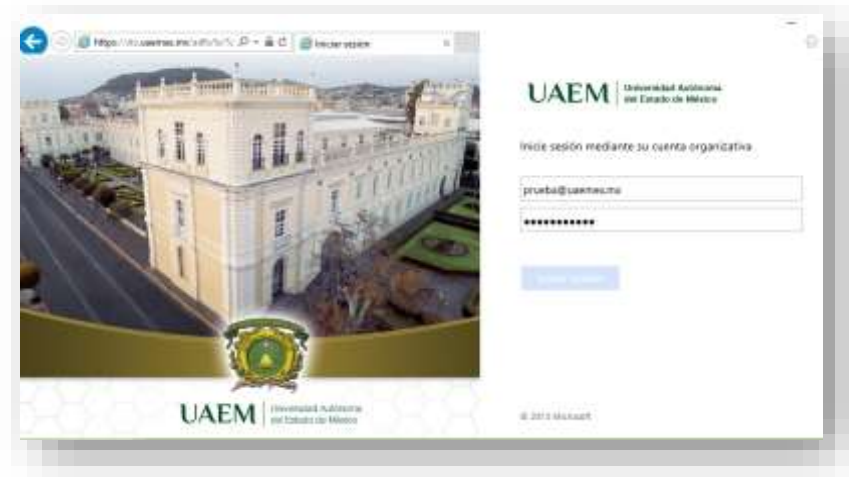 Iniciar sesión
UAEM
Universidad Autónoma
del Estado de México
Inicie sesión mediante su cuenta organizativa
prueba@uaemex.mx
•••••••••••
UAEM
Universidad Autónoma
del Estado de México
© 2013 Microsoft